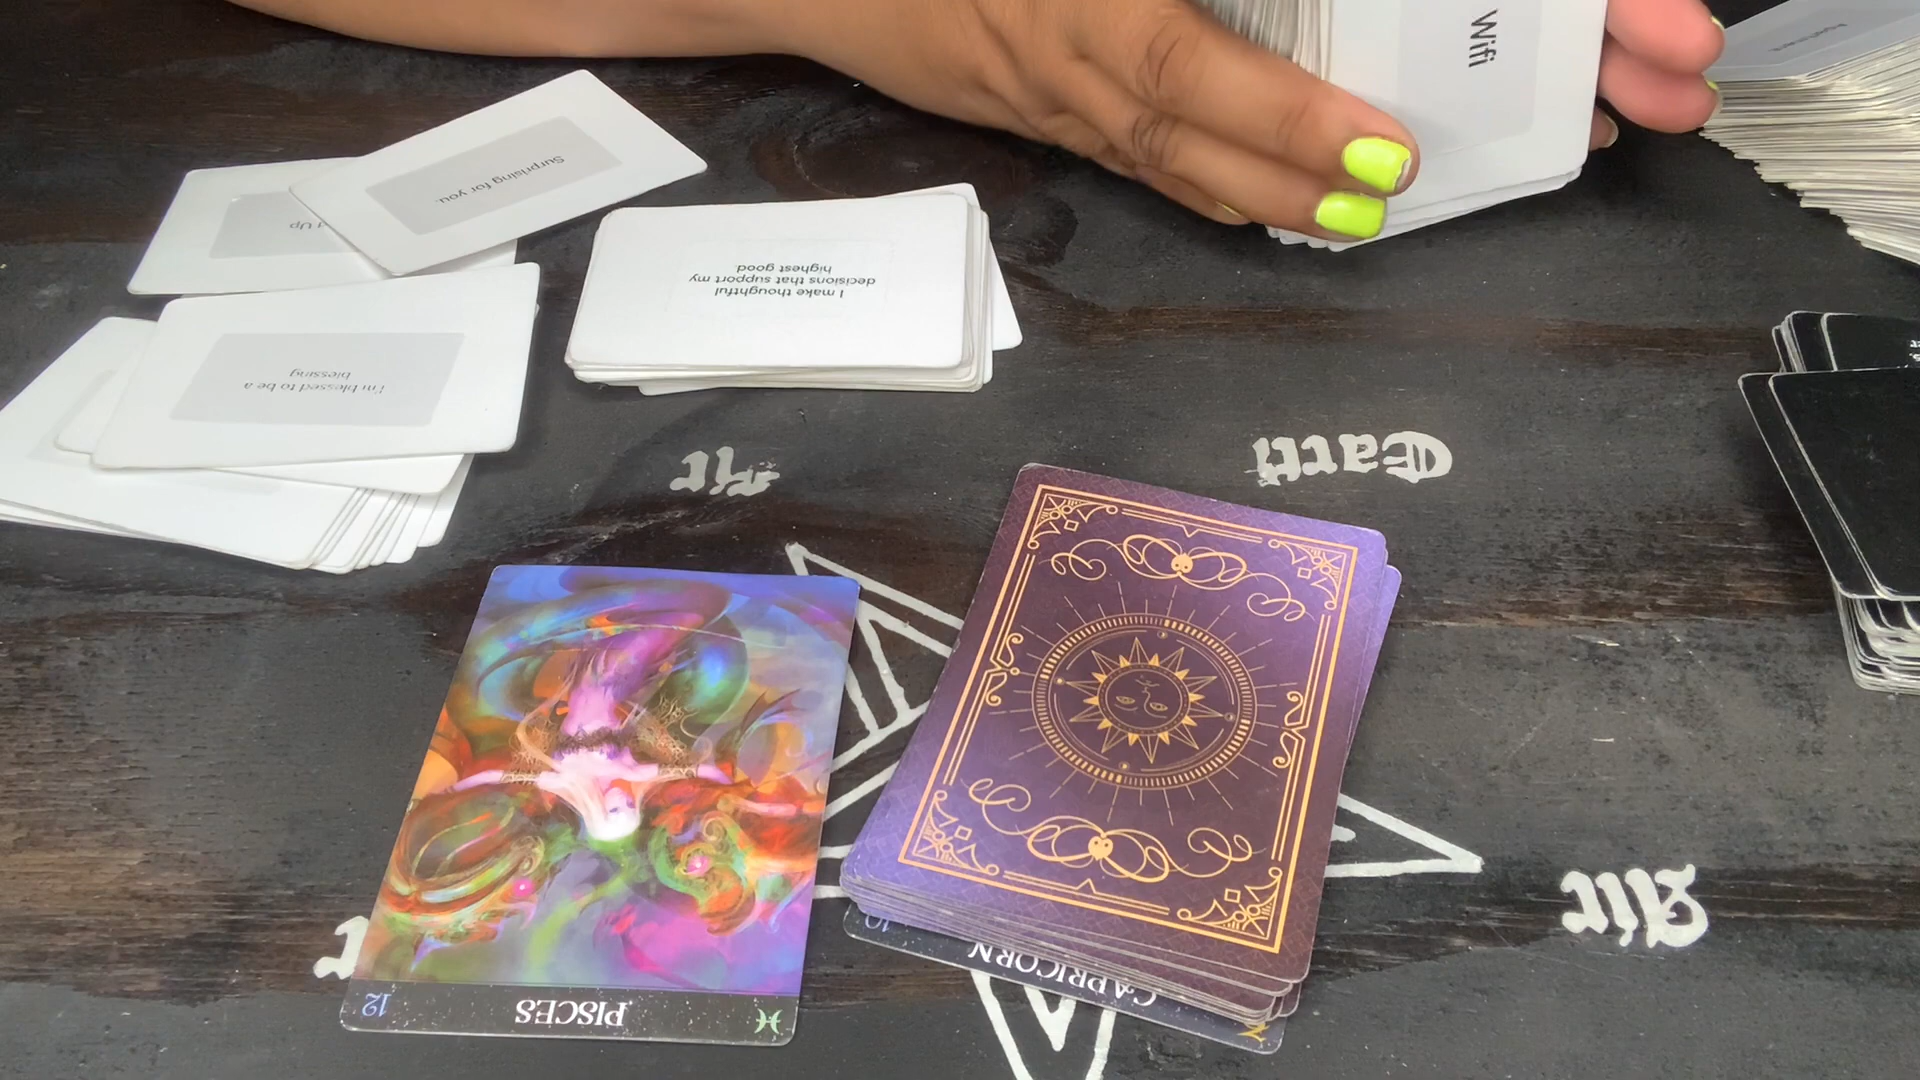 Wifi
Surprising for you.
Up
I make thoughtful
decisions that support my
highest good
i'm blessed to be a
blessing
Earth
Air
Air
PISCES
12
CAPRICORN
10